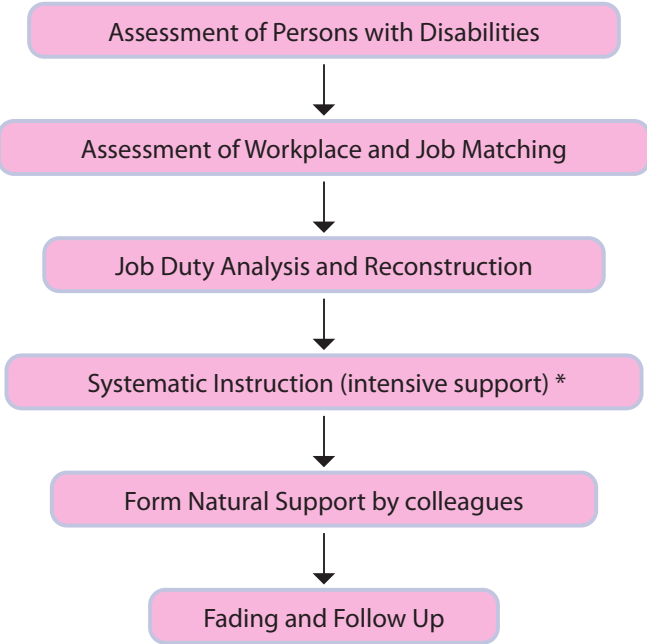 Assessment of Persons with Disabilities
Assessment of Workplace and Job Matching
Job Duty Analysis and Reconstruction
Systematic Instruction (intensive support) *
Form Natural Support by colleagues
Fading and Follow Up